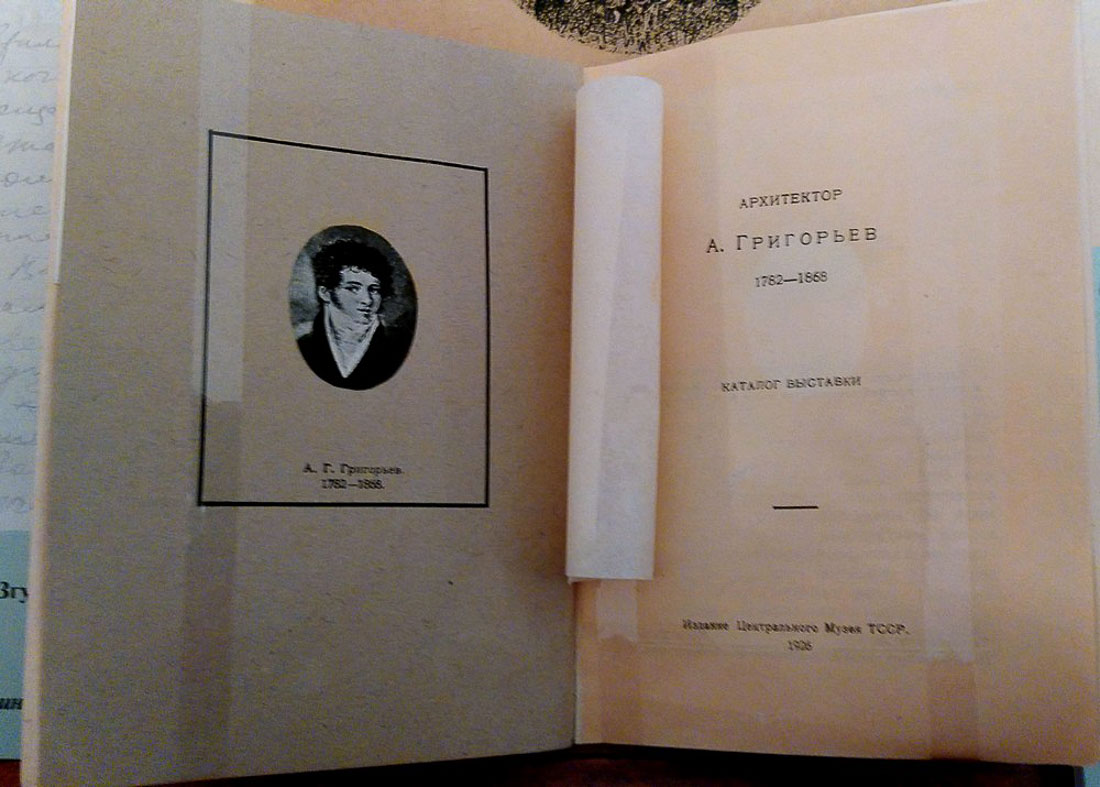 А. Г. Григорьев.
1782—1868.
АРХИТЕКТОР
А. ГРИГОРЬЕВ
1782—1868
КАТАЛОГ ВЫСТАВКИ
Издание Центрального Музея ТССР.
1926